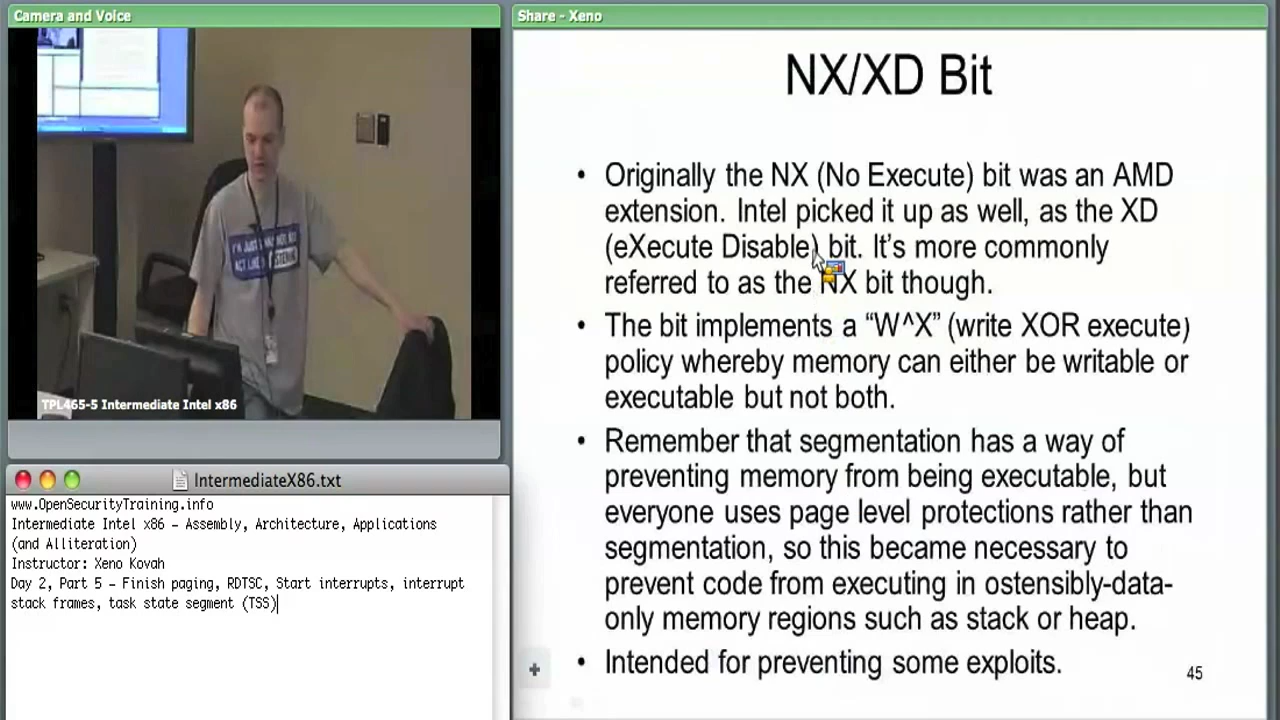 Camera and Voice
TPL465-5 Intermediate Intel x86
IntermediateX86.txt
www.OpenSecurityTraining.info
Intermediate Intel x86 – Assembly, Architecture, Applications
(and Alliteration)
Instructor: Xeno Kovah
Day 2, Part 5 – Finish paging, RDTSC, Start interrupts, interrupt
stack frames, task state segment (TSS)
Share - Xeno
NX/XD Bit
• Originally the NX (No Execute) bit was an AMD
extension. Intel picked it up as well, as the XD
(eXecute Disable) bit. It's more commonly
referred to as the NX bit though.
• The bit implements a “W^X” (write XOR execute)
policy whereby memory can either be writable or
executable but not both.
• Remember that segmentation has a way of
preventing memory from being executable, but
everyone uses page level protections rather than
segmentation, so this became necessary to
prevent code from executing in ostensibly-data-
only memory regions such as stack or heap.
• Intended for preventing some exploits.
45